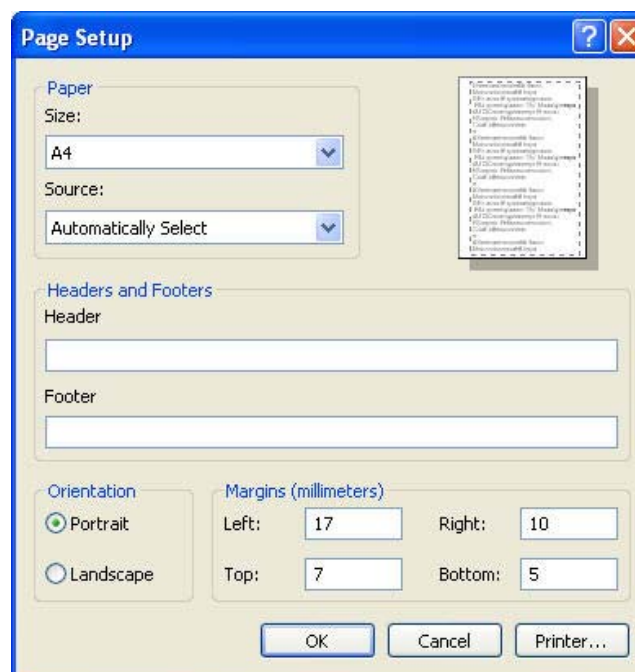 Page Setup
Paper
Size:
A4
Source:
Automatically Select
Headers and Footers
Header
Footer
Orientation
Portrait
Landscape
Margins (millimeters)
Left: 17 Right: 10
Top: 7 Bottom: 5
OK Cancel Printer...